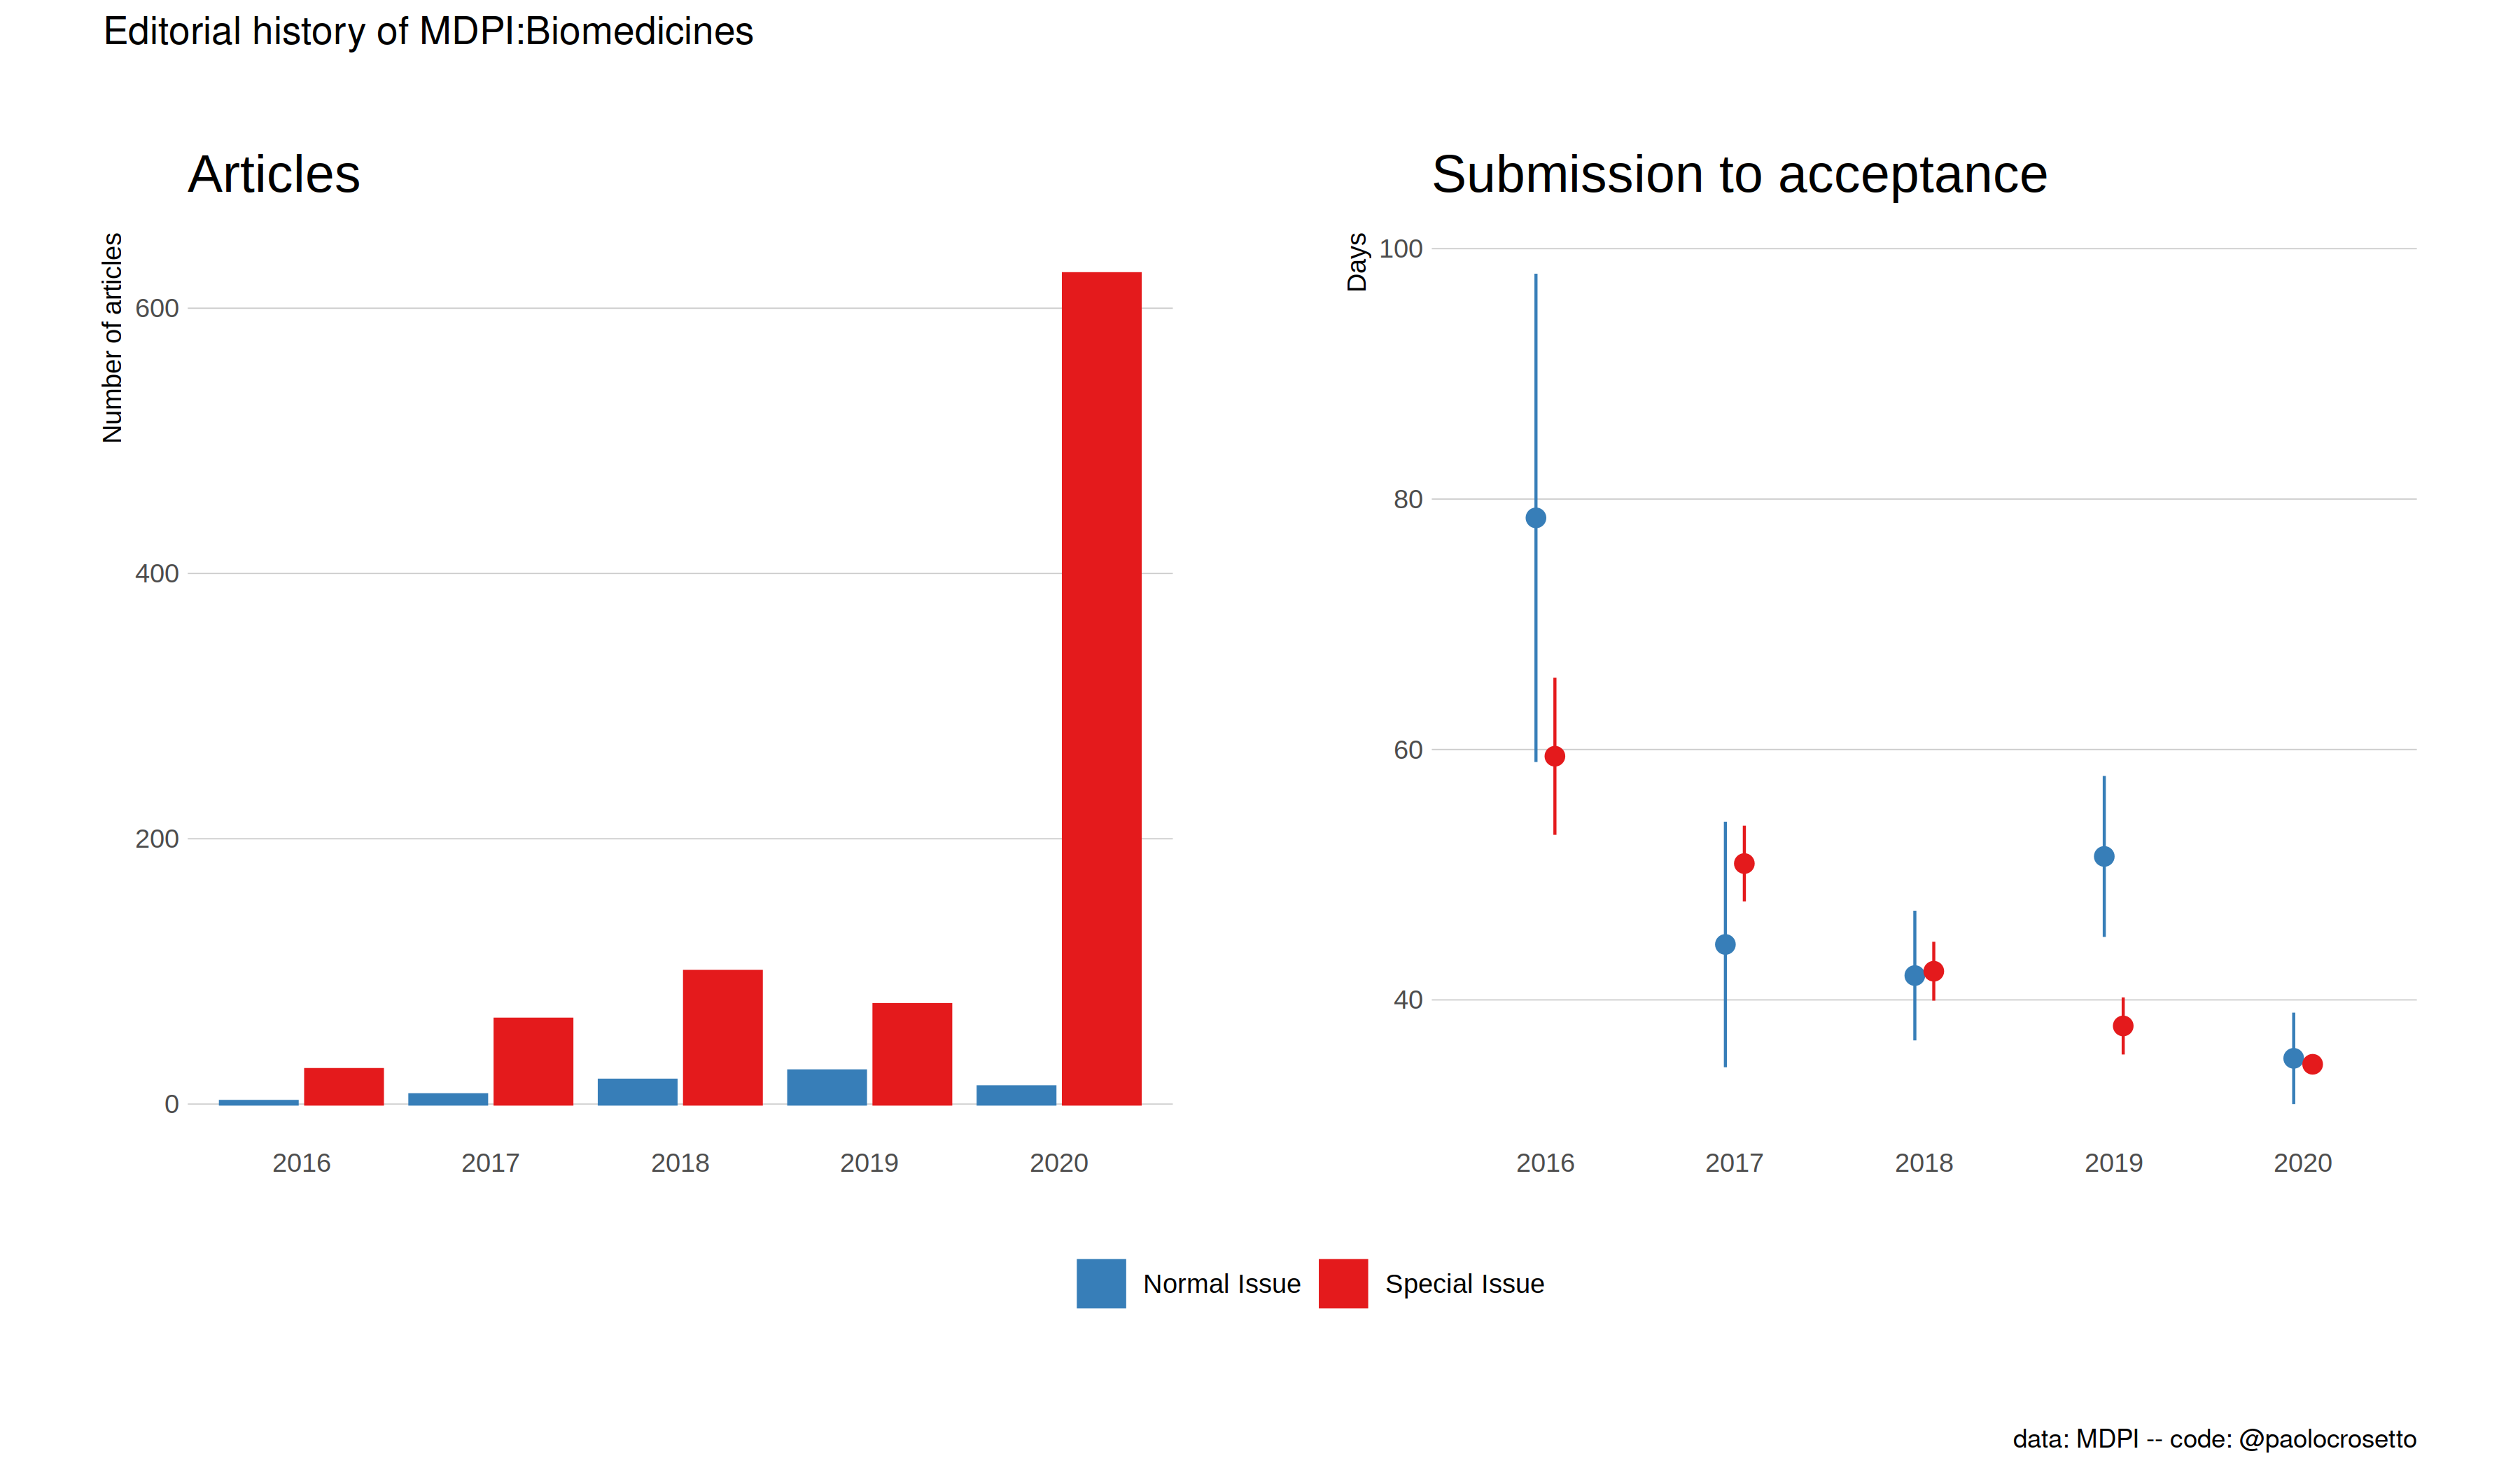 Editorial history of MDPI:Biomedicines
Articles
Number of articles
600
400
200
0
2016 2017 2018 2019 2020
Submission to acceptance
Days
100
80
60
40
2016 2017 2018 2019 2020
Normal Issue Special Issue
data: MDPI -- code: @paolocrosetto